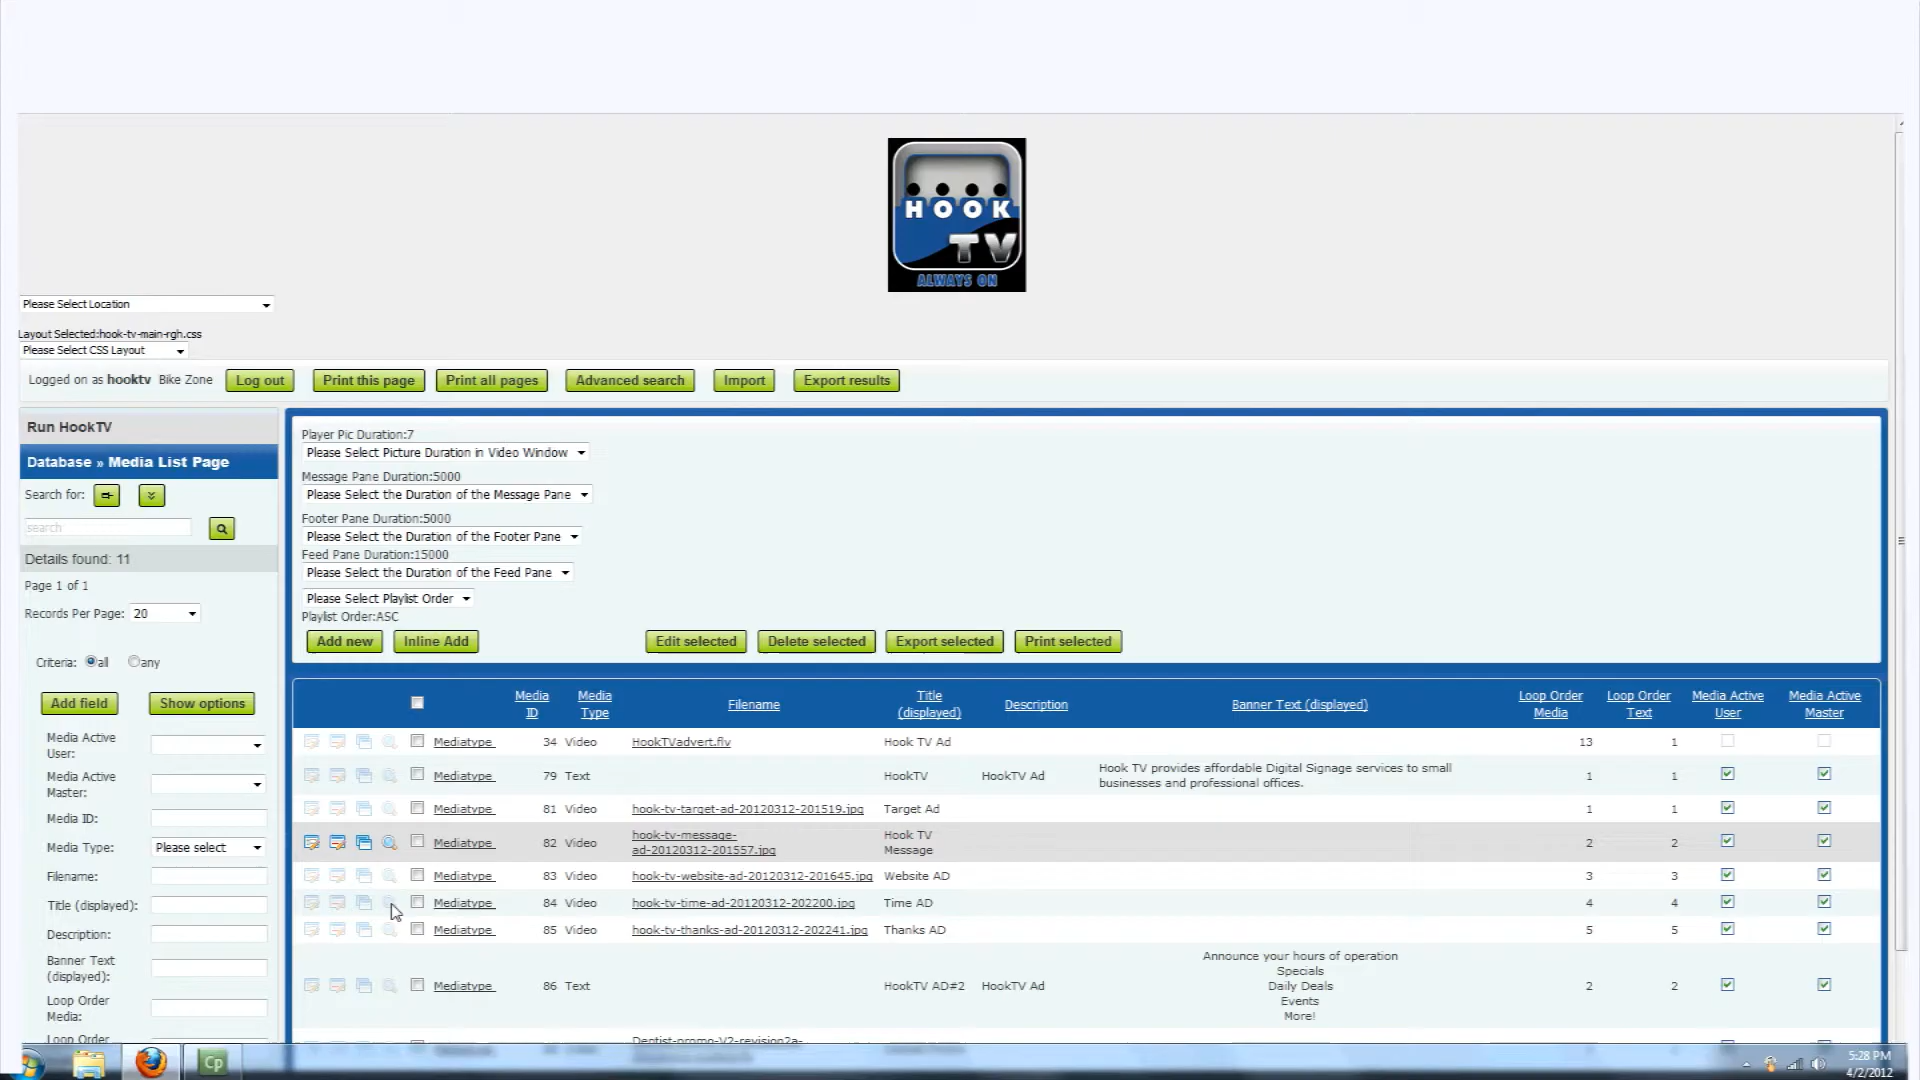 HOOK
TV
ALWAYS ON
Please Select Location
Layout Selected:hook-tv-main-rgh.css
Please Select CSS Layout
Logged on as hooktv Bike Zone Log out Print this page Print all pages Advanced search Import Export results
Run HookTV
Database » Media List Page
Search for:
search
Details found: 11
Page 1 of 1
Records Per Page: 20
Criteria: all any
Add field Show options
Media Active
User:
Media Active
Master:
Media ID:
Media Type: Please select
Filename:
Title (displayed):
Description:
Banner Text
(displayed):
Loop Order
Media:
Loop Order
Player Pic Duration:7
Please Select Picture Duration in Video Window
Message Pane Duration:5000
Please Select the Duration of the Message Pane
Footer Pane Duration:5000
Please Select the Duration of the Footer Pane
Feed Pane Duration:15000
Please Select the Duration of the Feed Pane
Please Select Playlist Order
Playlist Order:ASC
Add new Inline Add Edit selected Delete selected Export selected Print selected
Media ID Media Type Filename Title (displayed) Description Banner Text (displayed) Loop Order Media Loop Order Text Media Active User Media Active Master
Mediatype 34 Video HookTVadvert.flv Hook TV Ad 13 1
Mediatype 79 Text HookTV HookTV Ad Hook TV provides affordable Digital Signage services to small 1 1
businesses and professional offices.
Mediatype 81 Video hook-tv-target-ad-20120312-201519.jpg Target Ad 1 1
Mediatype 82 Video hook-tv-message-
ad-20120312-201557.jpg Hook TV
Message 2 2
Mediatype 83 Video hook-tv-website-ad-20120312-201645.jpg Website AD 3 3
Mediatype 84 Video hook-tv-time-ad-20120312-202200.jpg Time AD 4 4
Mediatype 85 Video hook-tv-thanks-ad-20120312-202241.jpg Thanks AD 5 5
Mediatype 86 Text HookTV AD#2 HookTV Ad Announce your hours of operation
Specials
Daily Deals
Events
More! 2 2
Dentist-promo-V2-revision2a-
Cp
5:28 PM
4/2/2012